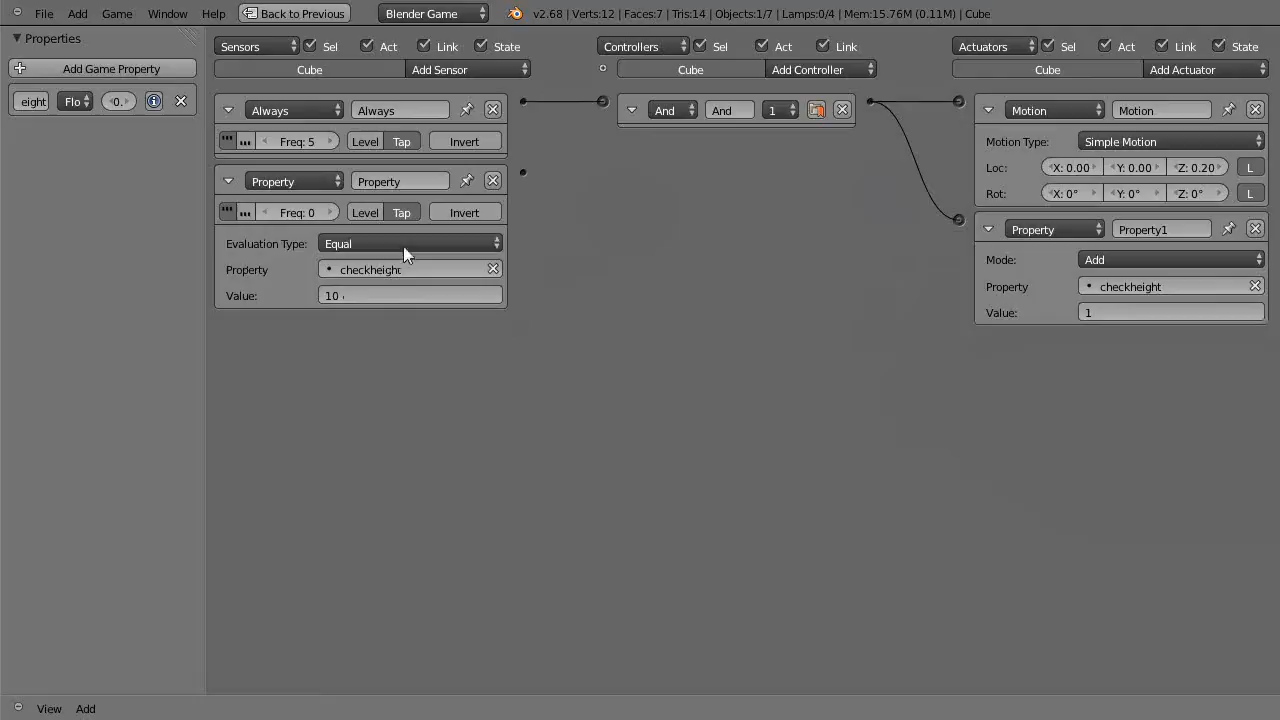 File Add Game Window Help Back to Previous Blender Game v2.68 | Verts:12 | Faces:7 | Tris:14 | Objects:1/7 | Lamps:0/4 | Mem:15.76M (0.11M) | Cube
Properties
Add Game Property
eight Flo 0.
Sensors Sel Act Link State
Cube Add Sensor
Always Always
Freq: 5 Level Tap Invert
Property Property
Freq: 0 Level Tap Invert
Evaluation Type: Equal
Property checkheight
Value: 10
Controllers Sel Act Link
Cube Add Controller
And And 1
Actuators Sel Act Link State
Cube Add Actuator
Motion Motion
Motion Type: Simple Motion
Loc: X: 0.00 Y: 0.00 Z: 0.20 L
Rot: X: 0° Y: 0° Z: 0° L
Property Property1
Mode: Add
Property checkheight
Value: 1
View Add